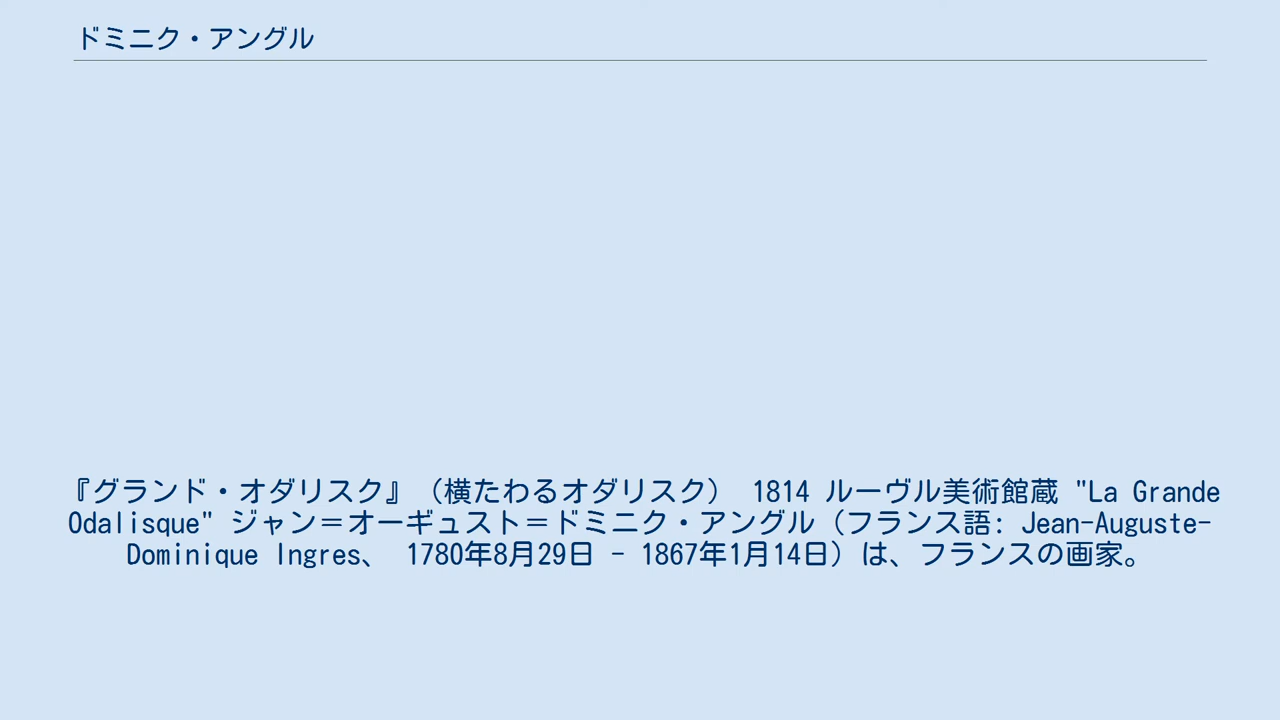 ドミニク・アングル
『グランド・オダリスク』（横たわるオダリスク） 1814 ルーヴル美術館蔵 "La Grande
Odalisque" ジャン＝オーギュスト＝ドミニク・アングル（フランス語: Jean-Auguste-
Dominique Ingres、 1780年8月29日 - 1867年1月14日）は、フランスの画家。